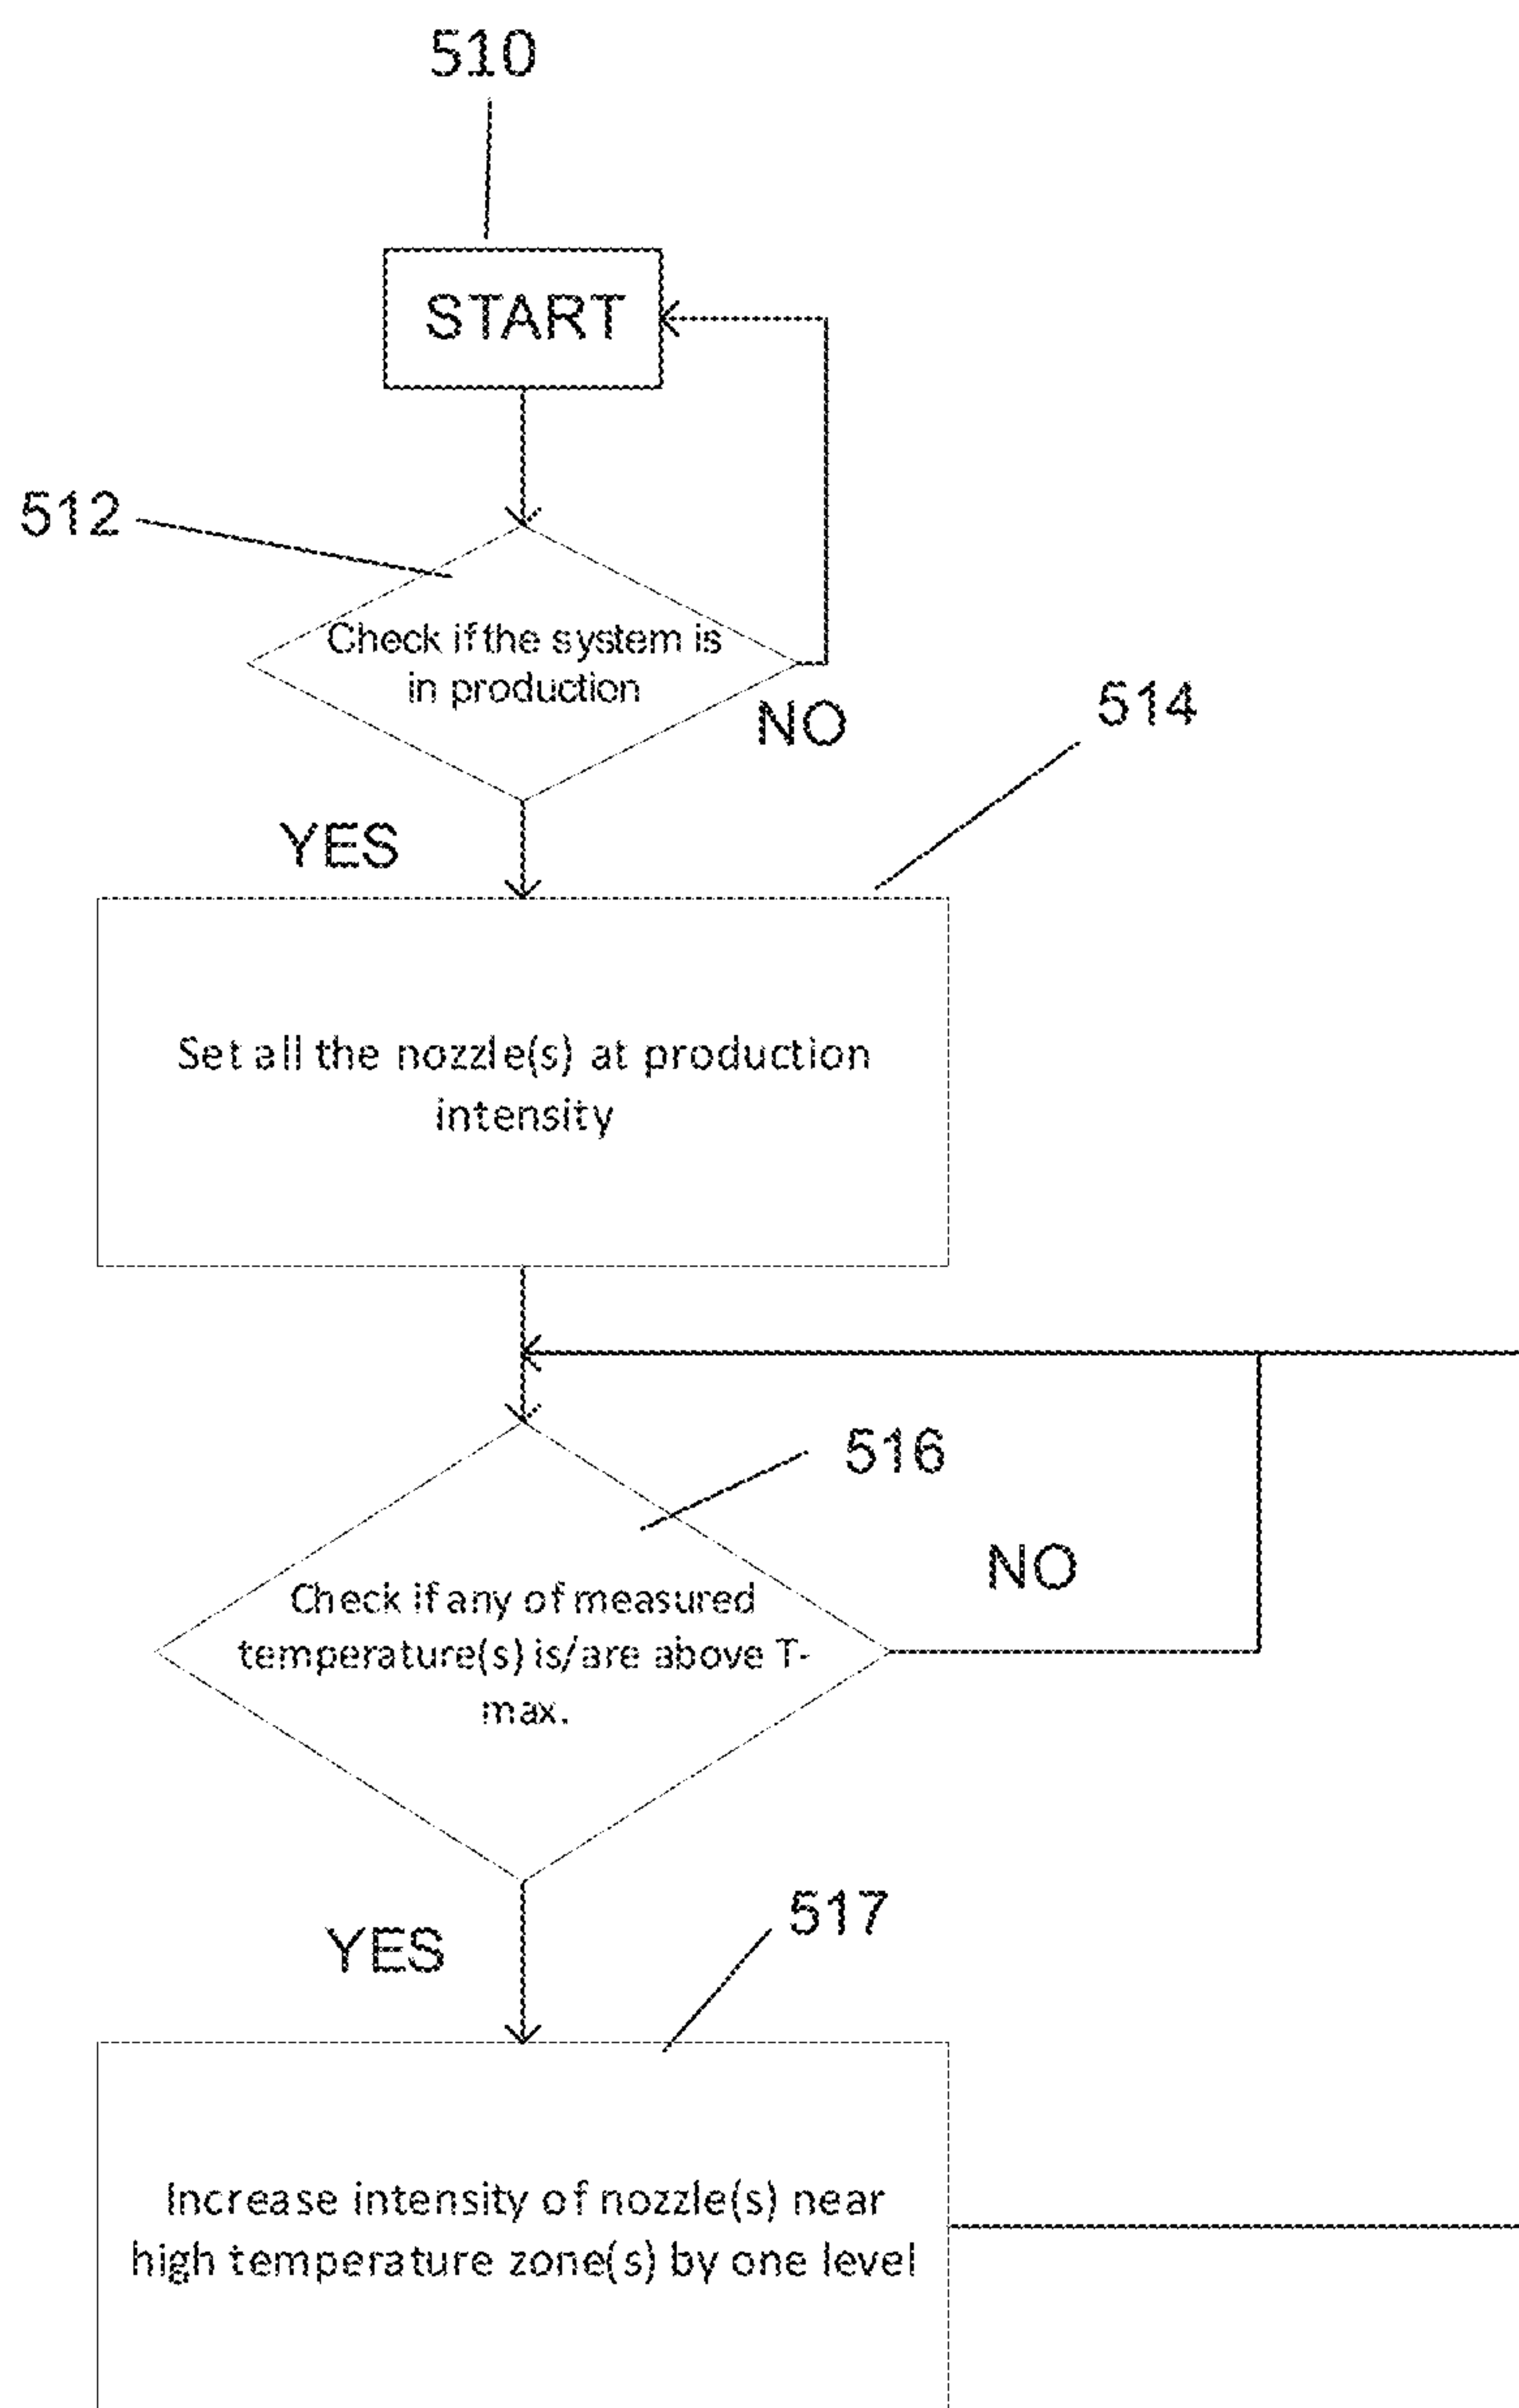 510
START
512
Check if the system is
in production
NO
514
YES
Set all the nozzle(s) at production
intensity
516
NO
Check if any of measured
temperature(s) is/are above T-
max.
517
YES
Increase intensity of nozzle(s) near
high temperature zone(s) by one level